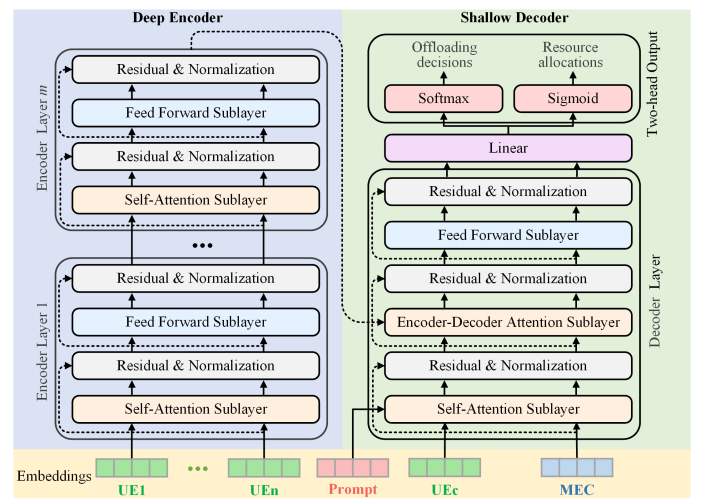 Deep Encoder
Residual & Normalization
Feed Forward Sublayer
Residual & Normalization
Self-Attention Sublayer
Encoder Layer m
•••
Residual & Normalization
Feed Forward Sublayer
Residual & Normalization
Self-Attention Sublayer
Encoder Layer 1
Shallow Decoder
Offloading
decisions
Resource
allocations
Softmax
Sigmoid
Two-head Output
Linear
Residual & Normalization
Feed Forward Sublayer
Residual & Normalization
Encoder-Decoder Attention Sublayer
Residual & Normalization
Self-Attention Sublayer
Decoder Layer
Embeddings
UE1
•••
UEn
Prompt
UEc
MEC